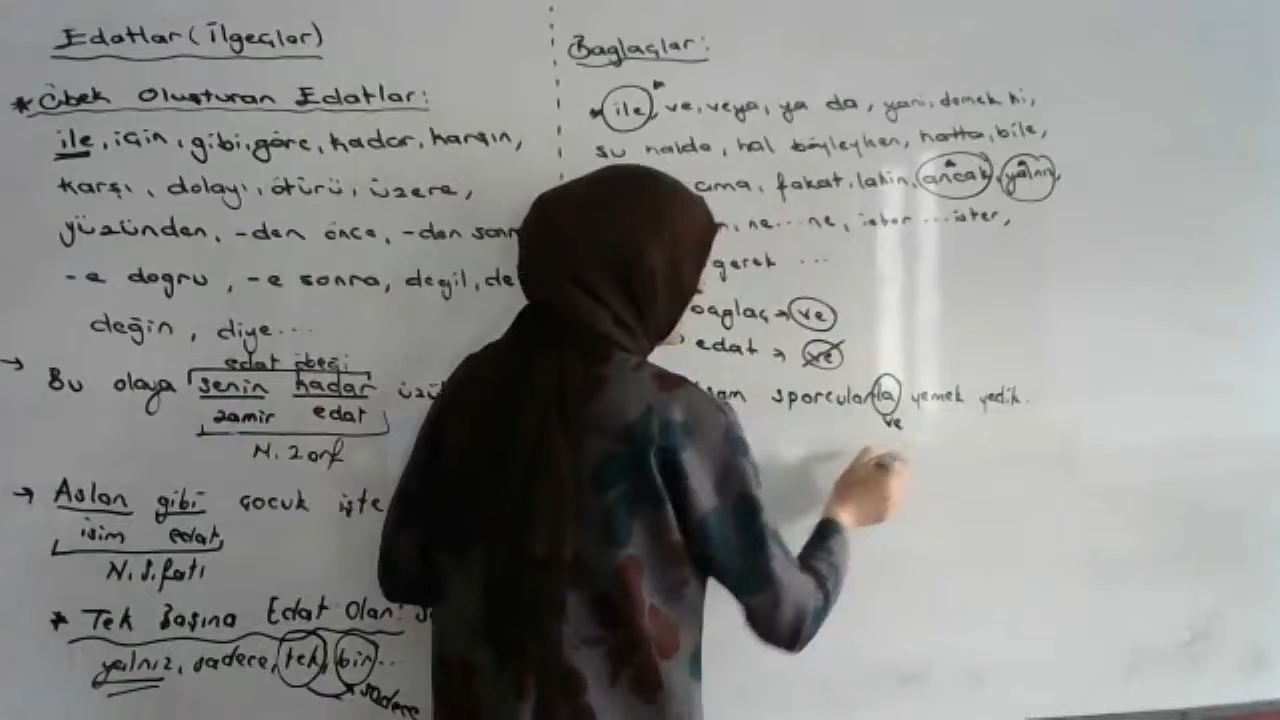 Edatlar (İlgeçler)
* Öbek Oluşturan Edatlar:
ile, için, gibi, göre, kadar, karşın,
karşı, dolayı, ötürü, üzere,
yüzünden, -den önce, -den
-e doğru, -e sonra, değil,
değin, diye...
edat öbeği
→ Bu olaya senin kadar
zamir edat
N. Zarf
→ Aslan gibi çocuk işte
isim edat
N. Sıfatı
* Tek Başına Edat Olan:
yalnız, sadece, tek, bir...
sadece
Bağlaçlar:
ile, ve, veya, ya da, yani, demek ki,
şu halde, hal böyleyken, hatta, bile,
ama, fakat, lakin, ancak, yalnız,
ne...ne, ister...ister,
gerek ...
bağlaç → ve
edat → ve
sporcularla yemek yedik.
ve